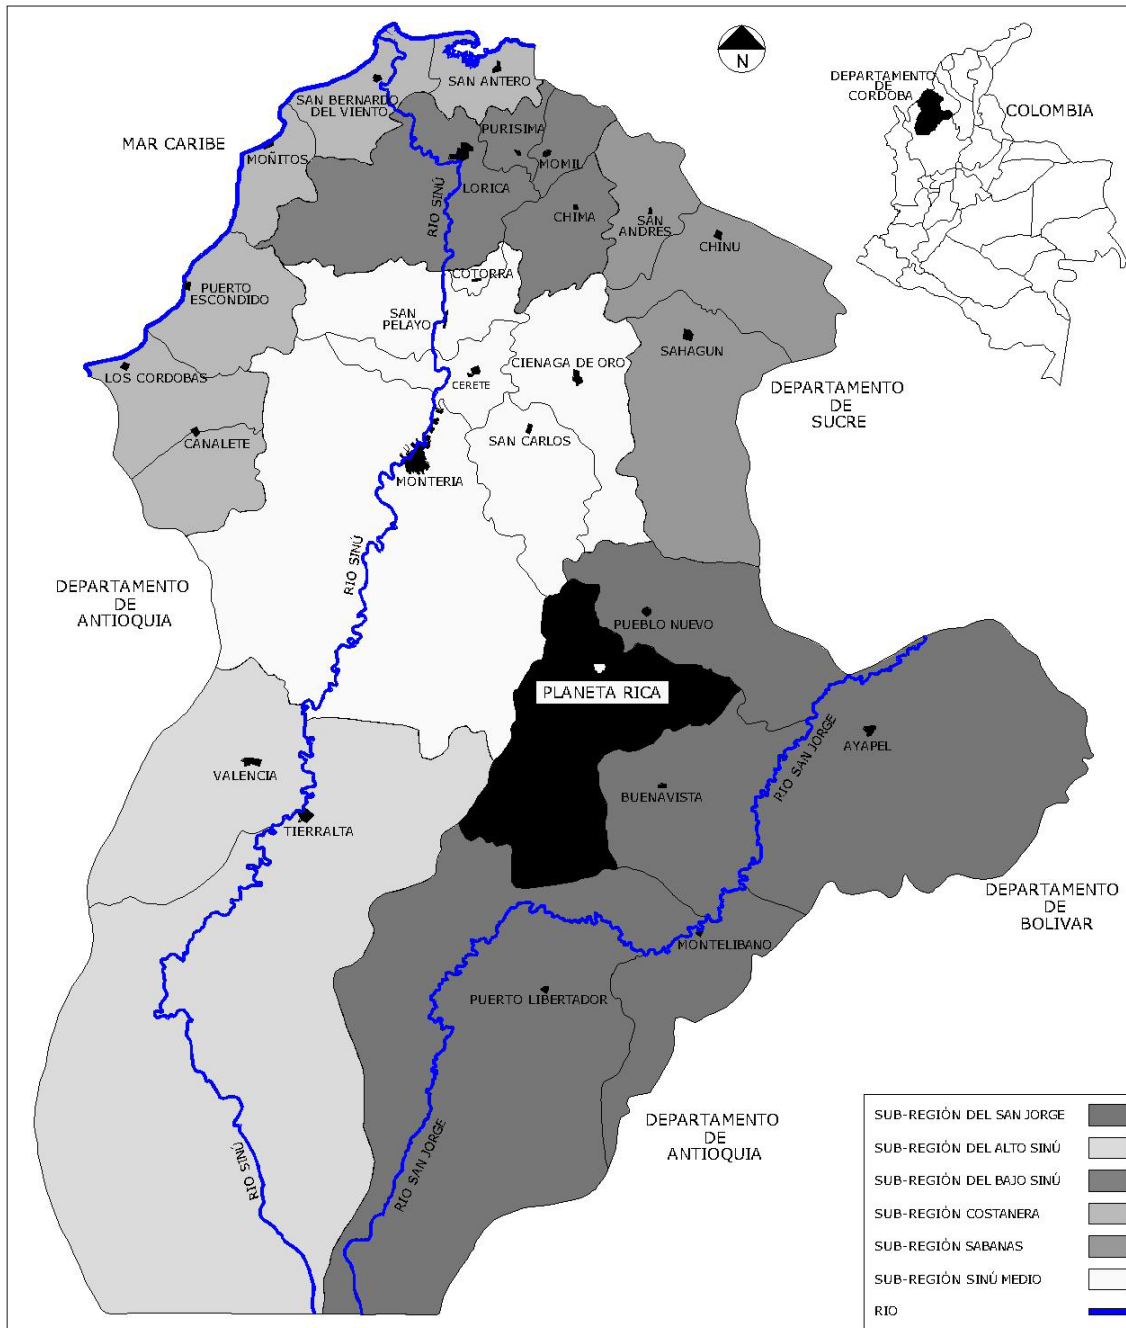 N
DEPARTAMENTO
DE
CORDOBA
COLOMBIA
MAR CARIBE
SAN ANTERO
SAN BERNARDO
DEL VIENTO
PURISIMA
MOMIL
MOÑITOS
LORICA
RIO SINÚ
CHIMA
SAN
ANDRES
CHINU
COTORRA
PUERTO
ESCONDIDO
SAN
PELAYO
SAHAGUN
CIENAGA DE ORO
LOS CORDOBAS
CERETE
DEPARTAMENTO
DE
SUCRE
CANALETE
SAN CARLOS
MONTERIA
RIO SINÚ
DEPARTAMENTO
DE
ANTIOQUIA
PUEBLO NUEVO
PLANETA RICA
RIO SAN JORGE
AYAPEL
VALENCIA
BUENAVISTA
TIERRALTA
DEPARTAMENTO
DE
BOLIVAR
MONTELIBANO
PUERTO LIBERTADOR
RIO SINÚ
RIO SAN JORGE
DEPARTAMENTO
DE
ANTIOQUIA
SUB-REGIÓN DEL SAN JORGE
SUB-REGIÓN DEL ALTO SINÚ
SUB-REGIÓN DEL BAJO SINÚ
SUB-REGIÓN COSTANERA
SUB-REGIÓN SABANAS
SUB-REGIÓN SINÚ MEDIO
RIO